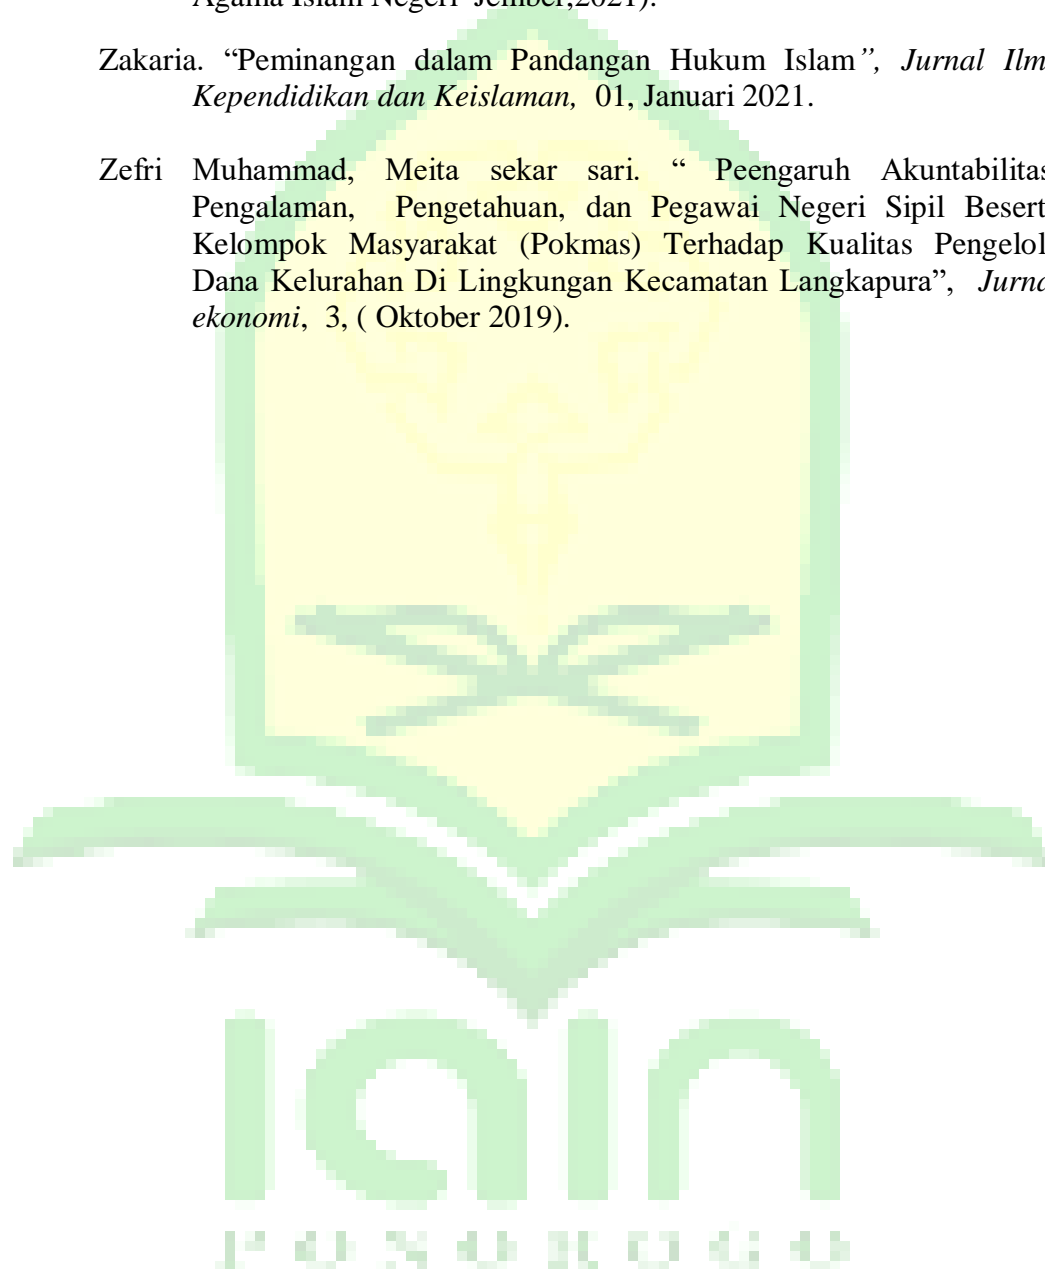 Agama Islam Negeri Jember,2021).
Zakaria. “Peminangan dalam Pandangan Hukum Islam”, Jurnal Ilm
Kependidikan dan Keislaman, 01, Januari 2021.
Zefri Muhammad, Meita sekar sari. “ Peengaruh Akuntabilitas
Pengalaman, Pengetahuan, dan Pegawai Negeri Sipil Besert
Kelompok Masyarakat (Pokmas) Terhadap Kualitas Pengelol
Dana Kelurahan Di Lingkungan Kecamatan Langkapura”, Jurna
ekonomi, 3, ( Oktober 2019).
iain
PONOROGO